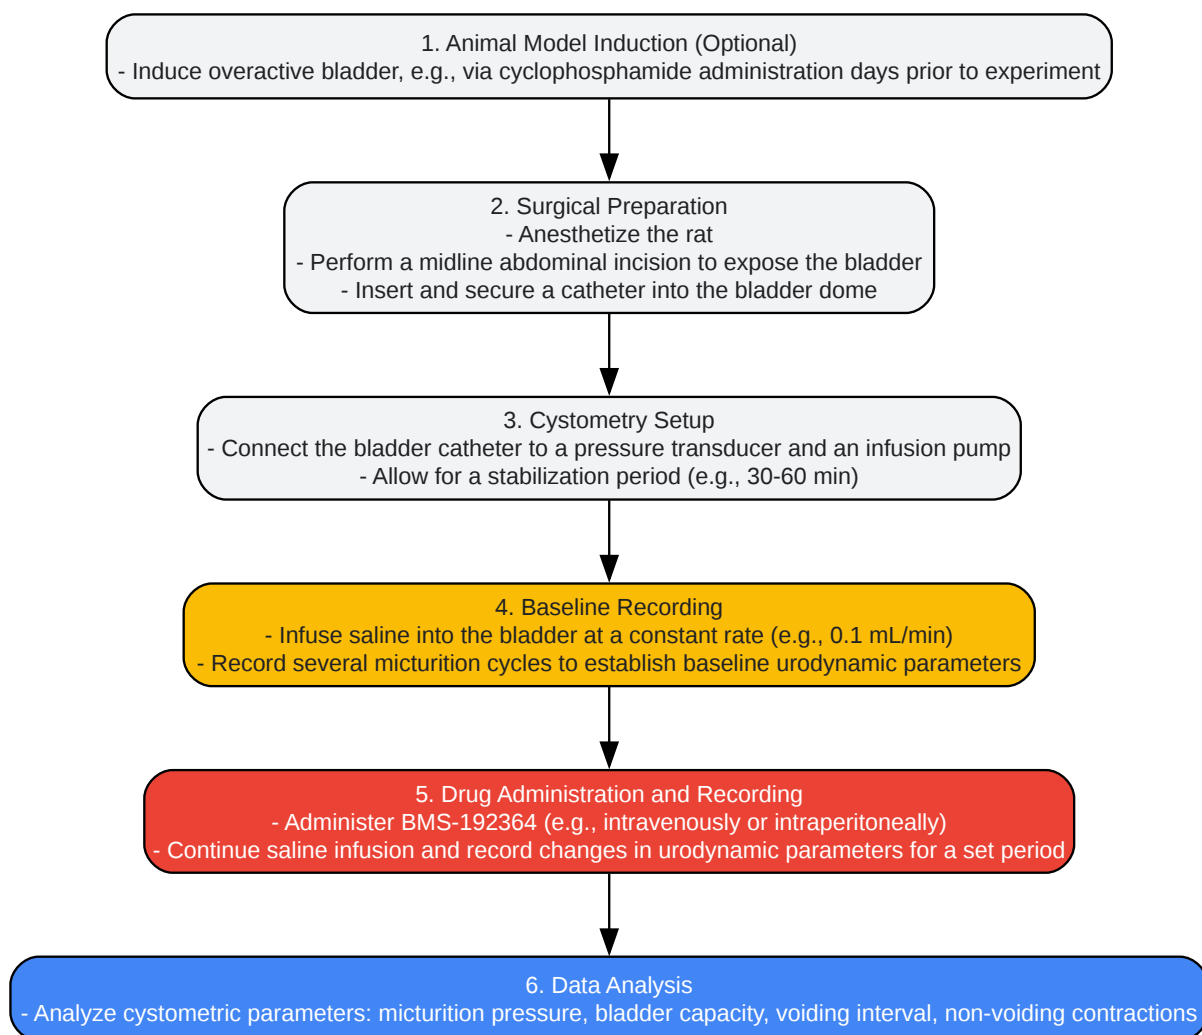 1. Animal Model Induction (Optional)
- Induce overactive bladder, e.g., via cyclophosphamide administration days prior to experiment
2. Surgical Preparation
- Anesthetize the rat
- Perform a midline abdominal incision to expose the bladder
- Insert and secure a catheter into the bladder dome
3. Cystometry Setup
- Connect the bladder catheter to a pressure transducer and an infusion pump
- Allow for a stabilization period (e.g., 30-60 min)
4. Baseline Recording
- Infuse saline into the bladder at a constant rate (e.g., 0.1 mL/min)
- Record several micturition cycles to establish baseline urodynamic parameters
5. Drug Administration and Recording
- Administer BMS-192364 (e.g., intravenously or intraperitoneally)
- Continue saline infusion and record changes in urodynamic parameters for a set period
6. Data Analysis
- Analyze cystometric parameters: micturition pressure, bladder capacity, voiding interval, non-voiding contractions